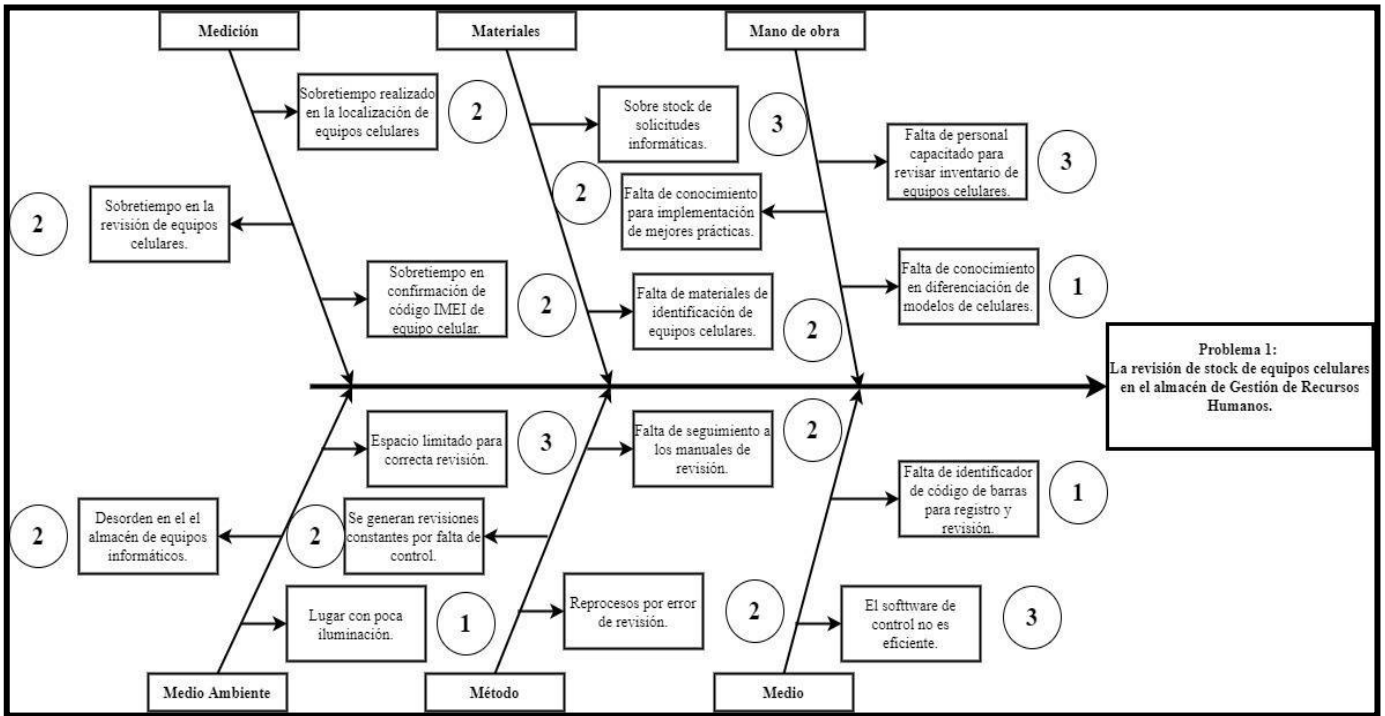 Medición
Materiales
Mano de obra
Sobretiempo realizado
en la localización de
equipos celulares
2
Sobre stock de
solicitudes
informáticas.
3
Falta de personal
capacitado para
revisar inventario de
equipos celulares.
3
2
Sobretiempo en la
revisión de equipos
celulares.
2
Falta de conocimiento
para implementación
de mejores prácticas.
Sobretiempo en
confirmación de
código IMEI de
equipo celular.
2
Falta de materiales de
identificación de
equipos celulares.
2
Falta de conocimiento
en diferenciación de
modelos de celulares.
1
Problema 1:
La revisión de stock de equipos celulares
en el almacén de Gestión de Recursos
Humanos.
Espacio limitado para
correcta revisión.
3
Falta de seguimiento a
los manuales de
revisión.
2
Falta de identificador
de código de barras
para registro y
revisión.
1
2
Desorden en el el
almacén de equipos
informáticos.
2
Se generan revisiones
constantes por falta de
control.
Lugar con poca
iluminación.
1
Reprocesos por error
de revisión.
2
El softtware de
control no es
eficiente.
3
Medio Ambiente
Método
Medio